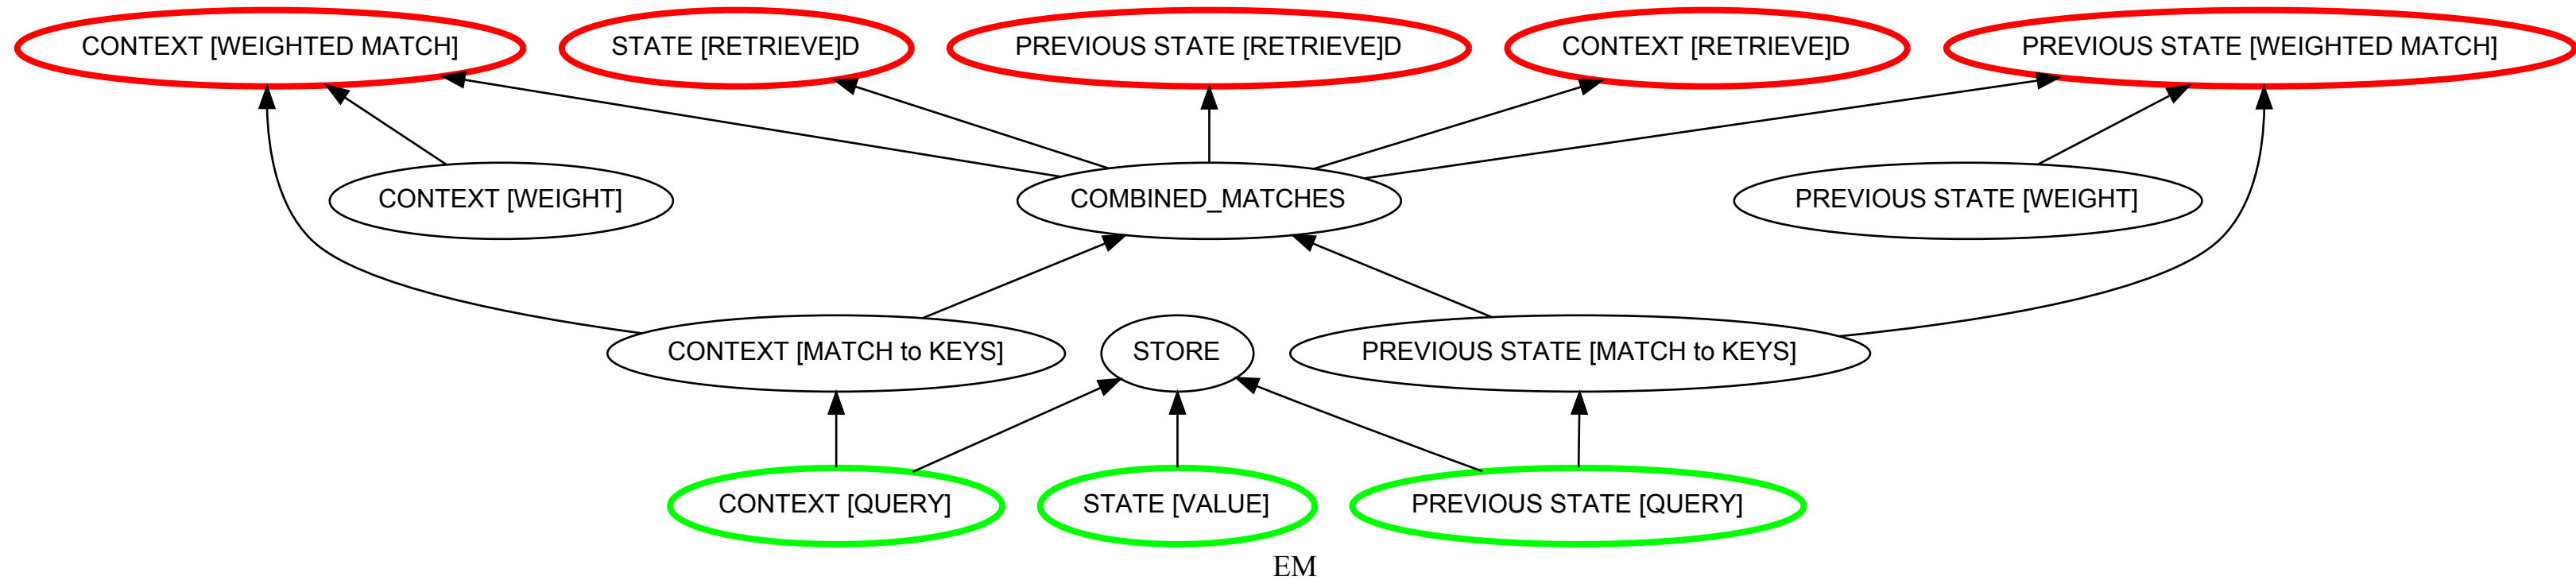 CONTEXT [WEIGHTED MATCH]
STATE [RETRIEVE]D
PREVIOUS STATE [RETRIEVE]D
CONTEXT [RETRIEVE]D
PREVIOUS STATE [WEIGHTED MATCH]
CONTEXT [WEIGHT]
COMBINED_MATCHES
PREVIOUS STATE [WEIGHT]
CONTEXT [MATCH to KEYS]
STORE
PREVIOUS STATE [MATCH to KEYS]
CONTEXT [QUERY]
STATE [VALUE]
PREVIOUS STATE [QUERY]
EM